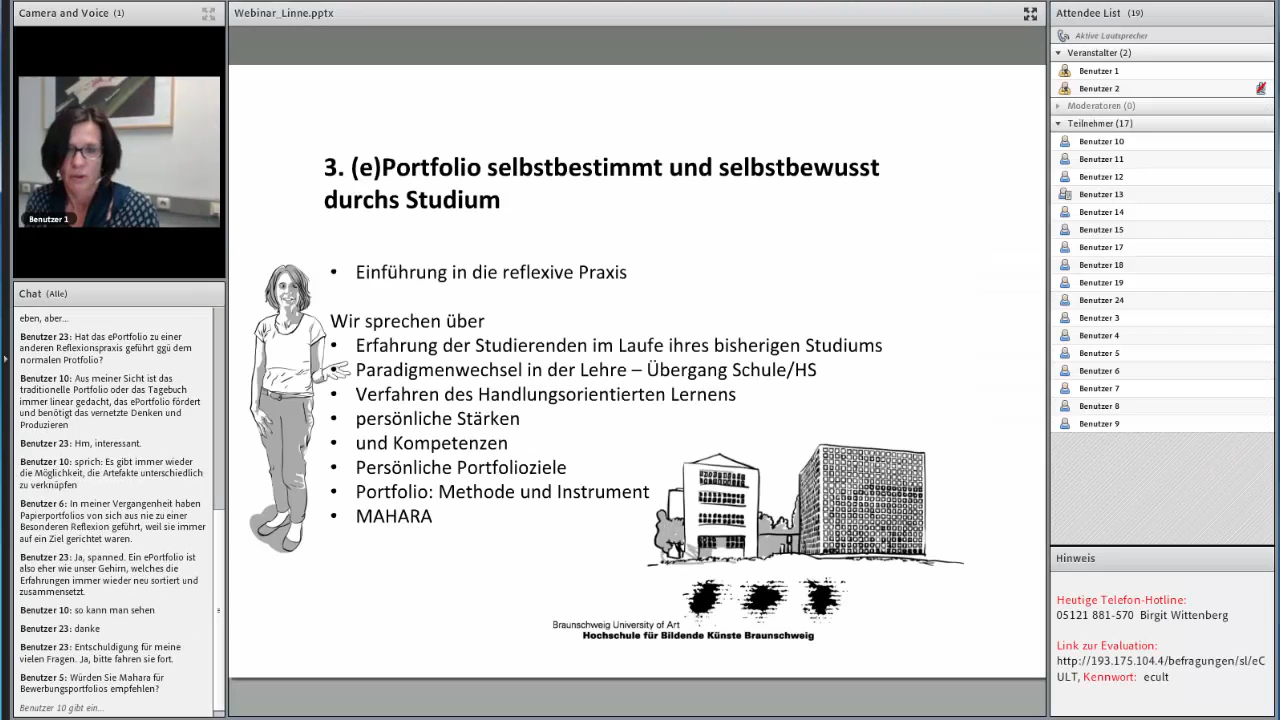 Camera and Voice (1)
Benutzer 1
Chat (Alle)
eben, aber...
Benutzer 23: Hat das ePortfolio zu einer
anderen Reflexionspraxis geführt ggü dem
normalen Protfolio?
Benutzer 10: Aus meiner Sicht ist das
traditionelle Portfolio oder das Tagebuch
immer linear gedacht, das ePortfolio fördert
und benötigt das vernetzte Denken und
Produzieren
Benutzer 23: Hm, interessant.
Benutzer 10: sprich: Es gibt immer wieder
die Möglichkeit, die Artefakte unterschiedlich
zu verknüpfen
Benutzer 6: In meiner Vergangenheit haben
Papierportfolios von sich aus nie zu einer
Besonderen Reflexion geführt, weil sie immer
auf ein Ziel gerichtet waren.
Benutzer 23: Ja, spanned. Ein ePortfolio ist
also eher wie unser Gehirn, welches die
Erfahrungen immer wieder neu sortiert und
zusammensetzt.
Benutzer 10: so kann man sehen
Benutzer 23: danke
Benutzer 23: Entschuldigung für meine
vielen Fragen. Ja, bitte fahren sie fort.
Benutzer 5: Würden Sie Mahara für
Bewerbungsportfolios empfehlen?
Benutzer 10 gibt ein...
Webinar_Linne.pptx
3. (e)Portfolio selbstbestimmt und selbstbewusst
durchs Studium
• Einführung in die reflexive Praxis
Wir sprechen über
• Erfahrung der Studierenden im Laufe ihres bisherigen Studiums
• Paradigmenwechsel in der Lehre – Übergang Schule/HS
• Verfahren des Handlungsorientierten Lernens
• persönliche Stärken
• und Kompetenzen
• Persönliche Portfolioziele
• Portfolio: Methode und Instrument
• MAHARA
Braunschweig University of Art
Hochschule für Bildende Künste Braunschweig
Attendee List (19)
Aktive Lautsprecher
Veranstalter (2)
Benutzer 1
Benutzer 2
Moderatoren (0)
Teilnehmer (17)
Benutzer 10
Benutzer 11
Benutzer 12
Benutzer 13
Benutzer 14
Benutzer 15
Benutzer 17
Benutzer 18
Benutzer 19
Benutzer 24
Benutzer 3
Benutzer 4
Benutzer 5
Benutzer 6
Benutzer 7
Benutzer 8
Benutzer 9
Hinweis
Heutige Telefon-Hotline:
05121 881-570 Birgit Wittenberg
Link zur Evaluation:
http://193.175.104.4/befragungen/sl/eC
ULT, Kennwort: ecult